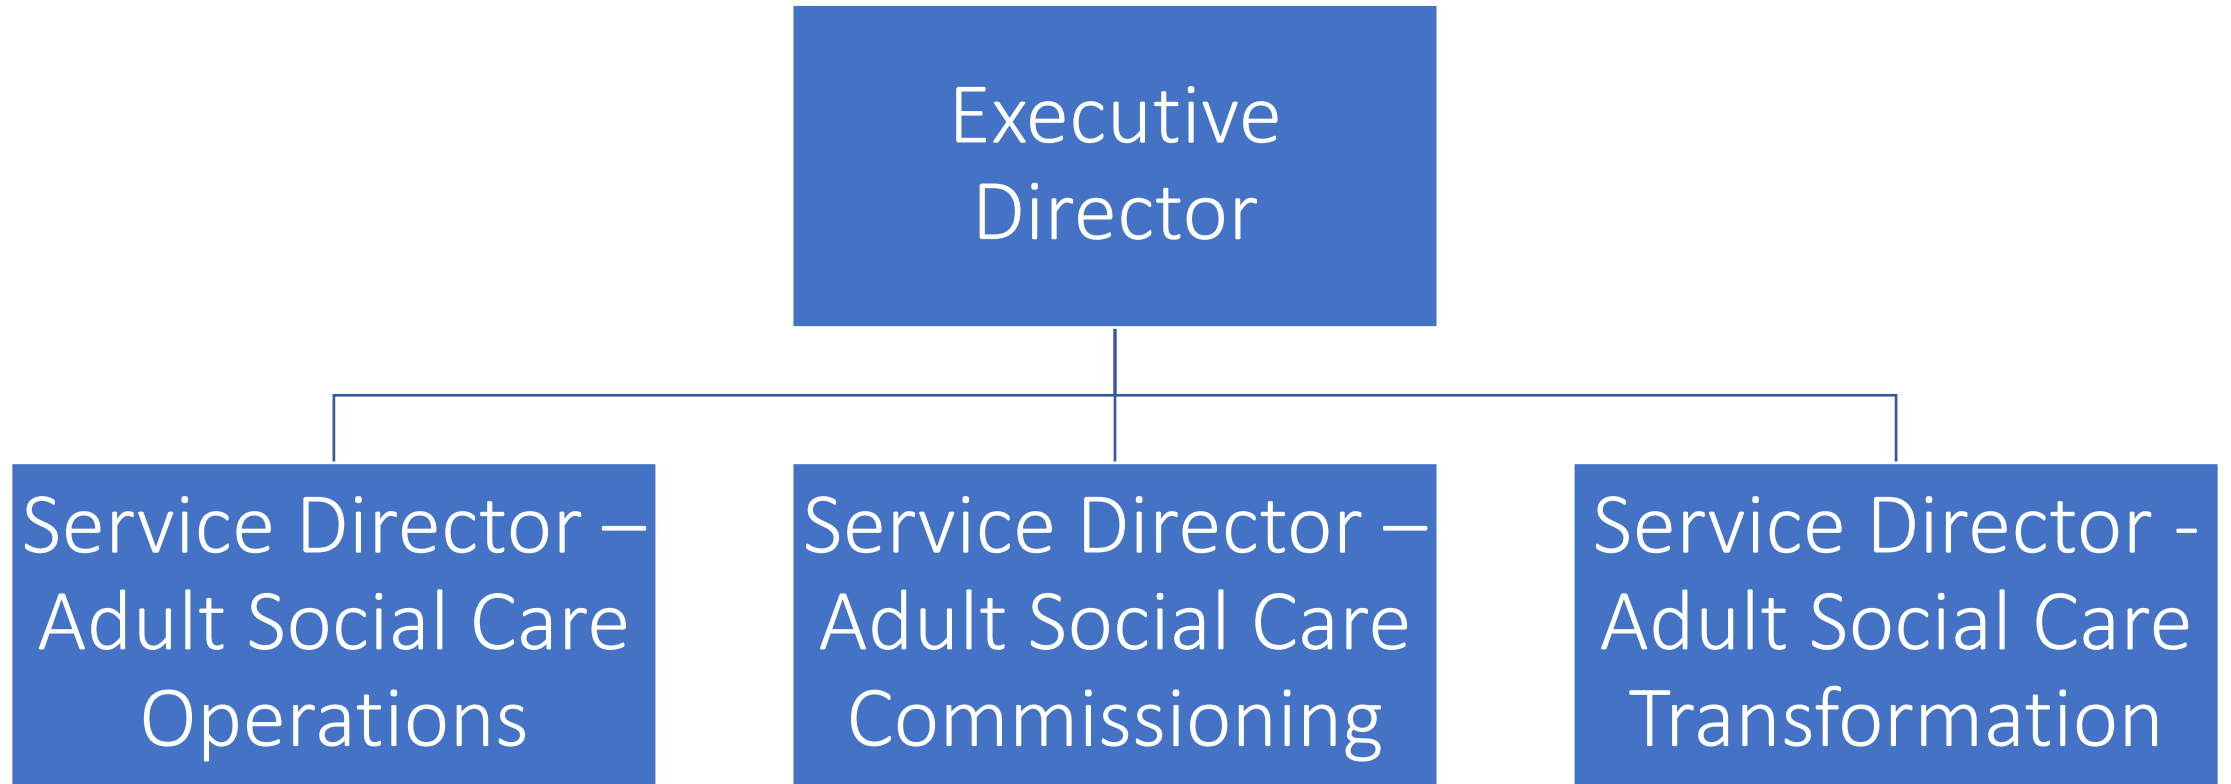 Executive
Director
Service Director –
Adult Social Care
Operations
Service Director –
Adult Social Care
Commissioning
Service Director -
Adult Social Care
Transformation